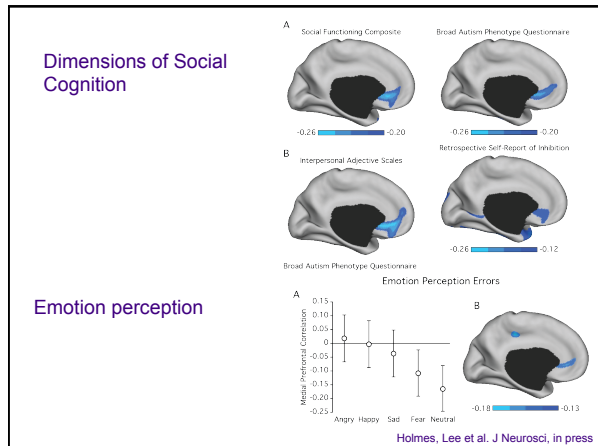 Dimensions of Social
Cognition
A
Social Functioning Composite
Broad Autism Phenotype Questionnaire
-0.26 -0.20
-0.26 -0.20
B
Interpersonal Adjective Scales
Retrospective Self-Report of Inhibition
-0.26 -0.12
Broad Autism Phenotype Questionnaire
Emotion perception
Emotion Perception Errors
A
B
Medial Prefrontal Correlation
0.15
0.10
0.05
0
-0.05
-0.10
-0.15
-0.20
-0.25
Angry Happy Sad Fear Neutral
-0.18 -0.13
Holmes, Lee et al. J Neurosci, in press